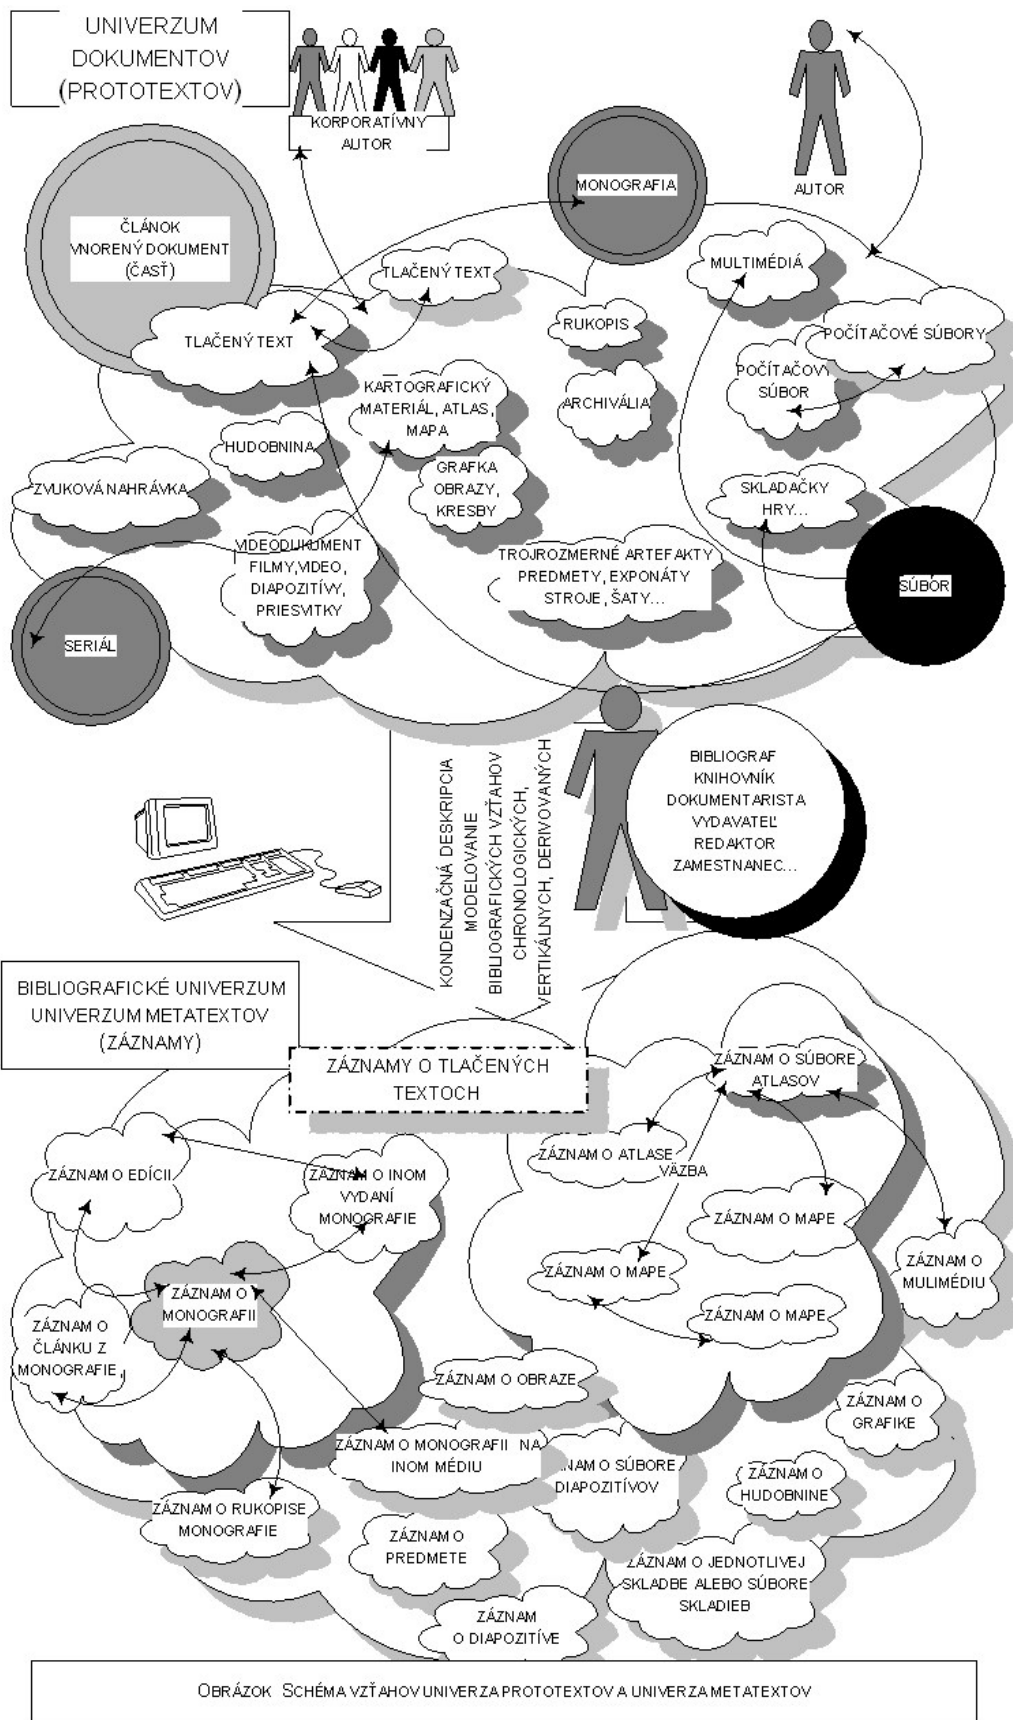 UNIVERZUM
DOKUMENTOV
(PROTOTEXTOV)
KORPORATÍVNY
AUTOR
AUTOR
MONOGRAFIA
ČLÁNOK
VNORENÝ DOKUMENT
(ČASŤ)
TLAČENÝ TEXT
MULTIMÉDIÁ
TLAČENÝ TEXT
RUKOPIS
POČÍTAČOVÉ SÚBORY
POČÍTAČOVÝ
SÚBOR
KARTOGRAFICKÝ
MATERIÁL, ATLAS,
MAPA
ARCHIVÁLIA
HUDOBNINA
ZVUKOVÁ NAHRÁVKA
GRAFKA
OBRAZY,
KRESBY
SKLADAČKY
HRY...
VIDEODUKUMENT
FILMY,VIDEO,
DIAPOZITÍVY,
PRIESVITKY
TROJROZMERNÉ ARTEFAKTY
PREDMETY, EXPONÁTY
STROJE, ŠATY...
SÚBOR
SERIÁL
KONDENZAČNÁ DESKRIPCIA
MODELOVANIE
BIBLIOGRAFICKÝCH VZŤAHOV
CHRONOLOGICKÝCH,
VERTIKÁLNYCH, DERIVOVANÝCH
BIBLIOGRAF
KNIHOVNÍK
DOKUMENTARISTA
VYDAVATEĽ
REDAKTOR
ZAMESTNANEC...
BIBLIOGRAFICKÉ UNIVERZUM
UNIVERZUM METATEXTOV
(ZÁZNAMY)
ZÁZNAMY O TLAČENÝCH
TEXTOCH
ZÁZNAM O SÚBORE
ATLASOV
ZÁZNAM O ATLASE
VÄZBA
ZÁZNAM O EDÍCII
ZÁZNAM O INOM
VYDANÍ
MONOGRAFIE
ZÁZNAM O MAPE
ZÁZNAM O MAPE
ZÁZNAM O
MULIMÉDIU
ZÁZNAM O
MONOGRAFII
ZÁZNAM O MAPE
ZÁZNAM O
ČLÁNKU Z
MONOGRAFIE,
ZÁZNAM O OBRAZE
ZÁZNAM O
GRAFIKE
ZÁZNAM O MONOGRAFII NA
INOM MÉDIU
NAM O SÚBORE
DIAPOZITÍVOV
ZÁZNAM O
HUDOBNINE
ZÁZNAM O RUKOPISE
MONOGRAFIE
ZÁZNAM O
PREDMETE
ZÁZNAM O JEDNOTLIVEJ
SKLADBE ALEBO SÚBORE
SKLADIEB
ZÁZNAM
O DIAPOZITÍVE
OBRÁZOK SCHÉMA VZŤAHOV UNIVERZA PROTOTEXTOV A UNIVERZA METATEXTOV